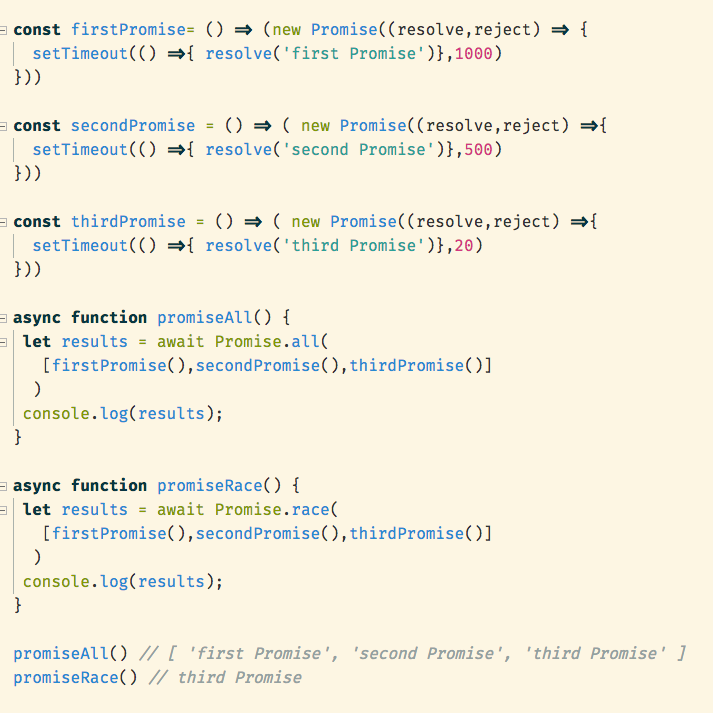 const firstPromise= () => (new Promise((resolve,reject) => {
  setTimeout(() =>{ resolve('first Promise')},1000)
}))
const secondPromise = () => ( new Promise((resolve,reject) =>{
  setTimeout(() =>{ resolve('second Promise')},500)
}))
const thirdPromise = () => ( new Promise((resolve,reject) =>{
  setTimeout(() =>{ resolve('third Promise')},20)
}))
async function promiseAll() {
 let results = await Promise.all(
   [firstPromise(),secondPromise(),thirdPromise()]
  )
 console.log(results);
}
async function promiseRace() {
 let results = await Promise.race(
   [firstPromise(),secondPromise(),thirdPromise()]
  )
 console.log(results);
}
promiseAll() // [ 'first Promise', 'second Promise', 'third Promise' ]
promiseRace() // third Promise